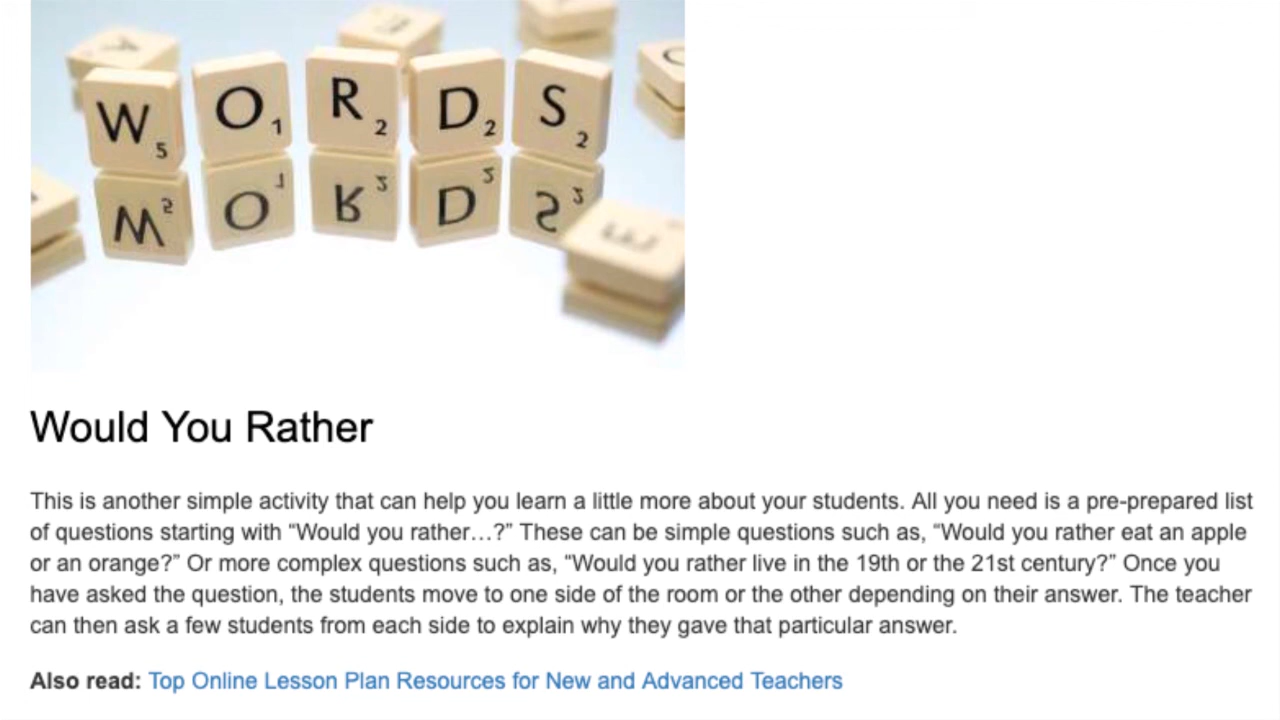 W5 O1 R2 D2 S2
Would You Rather
This is another simple activity that can help you learn a little more about your students. All you need is a pre-prepared list
of questions starting with “Would you rather…?” These can be simple questions such as, “Would you rather eat an apple
or an orange?” Or more complex questions such as, “Would you rather live in the 19th or the 21st century?” Once you
have asked the question, the students move to one side of the room or the other depending on their answer. The teacher
can then ask a few students from each side to explain why they gave that particular answer.
Also read: Top Online Lesson Plan Resources for New and Advanced Teachers